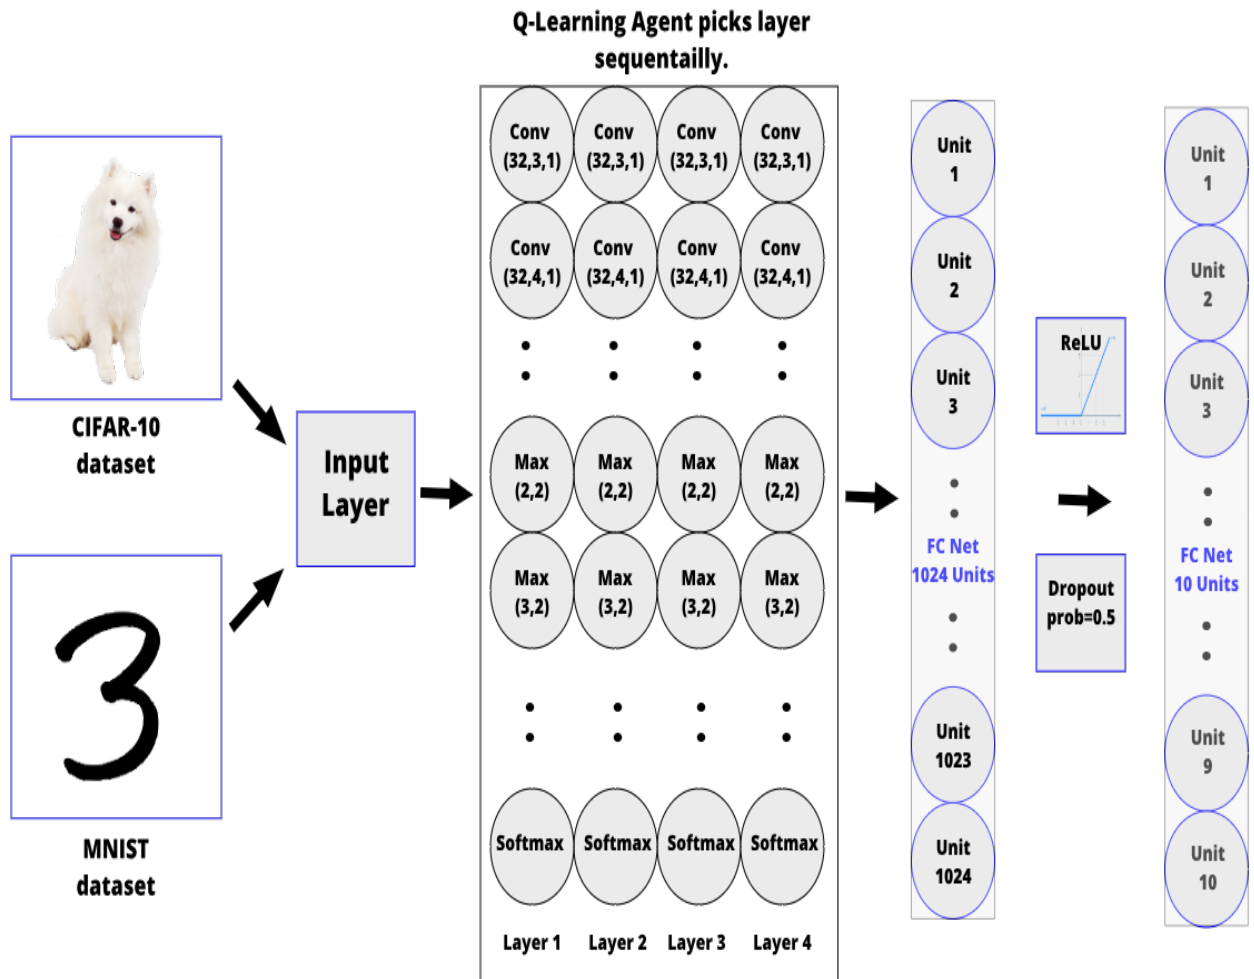 Q-Learning Agent picks layer
sequentailly.
CIFAR-10
dataset
MNIST
dataset
Input
Layer
Conv
(32,3,1)
Conv
(32,3,1)
Conv
(32,3,1)
Conv
(32,3,1)
Conv
(32,4,1)
Conv
(32,4,1)
Conv
(32,4,1)
Conv
(32,4,1)
Max
(2,2)
Max
(2,2)
Max
(2,2)
Max
(2,2)
Max
(3,2)
Max
(3,2)
Max
(3,2)
Max
(3,2)
Softmax
Softmax
Softmax
Softmax
Layer 1
Layer 2
Layer 3
Layer 4
Unit
1
Unit
2
Unit
3
FC Net
1024 Units
Unit
1023
Unit
1024
ReLU
Dropout
prob=0.5
Unit
1
Unit
2
Unit
3
FC Net
10 Units
Unit
9
Unit
10